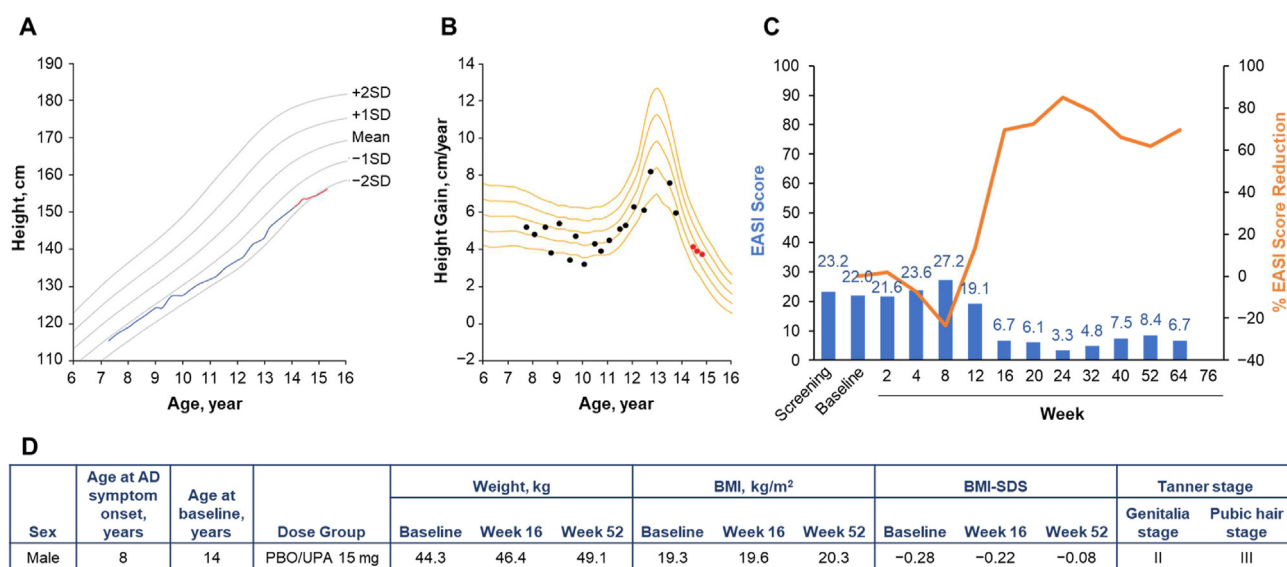 A
190
180
170
160
150
140
130
120
110
Height, cm
6 7 8 9 10 11 12 13 14 15 16
Age, year
+2SD
+1SD
Mean
−1SD
−2SD
B
14
12
10
8
6
4
2
0
−2
Height Gain, cm/year
6 7 8 9 10 11 12 13 14 15 16
Age, year
C
100
90
80
70
60
50
40
30
20
10
0
EASI Score
23.2 22.0 21.6 23.6 27.2 19.1 6.7 6.1 3.3 4.8 7.5 8.4 6.7
100
80
60
40
20
0
−20
−40
% EASI Score Reduction
Screening Baseline 2 4 8 12 16 20 24 32 40 52 64 76
Week
D
Sex
Age at AD
symptom
onset,
years
Age at
baseline,
years
Dose Group
Weight, kg
Baseline Week 16 Week 52
BMI, kg/m²
Baseline Week 16 Week 52
BMI-SDS
Baseline Week 16 Week 52
Tanner stage
Genitalia
stage
Pubic hair
stage
Male 8 14 PBO/UPA 15 mg 44.3 46.4 49.1 19.3 19.6 20.3 −0.28 −0.22 −0.08 II III